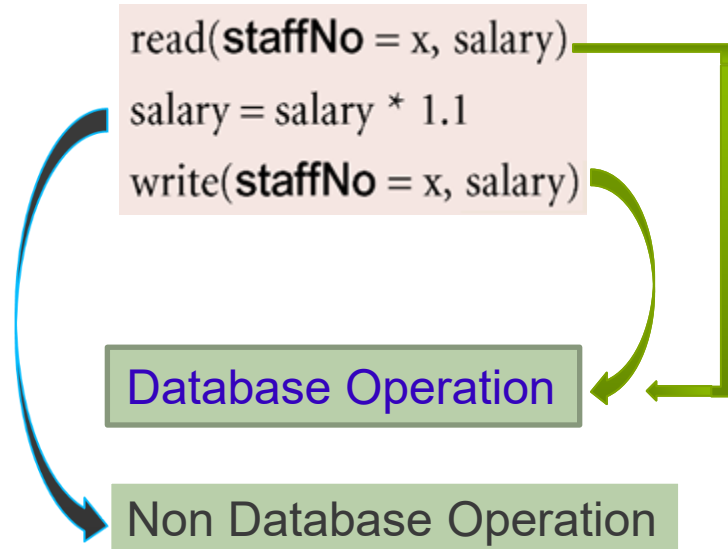 read(staffNo = x, salary)
salary = salary * 1.1
write(staffNo = x, salary)
Database Operation
Non Database Operation